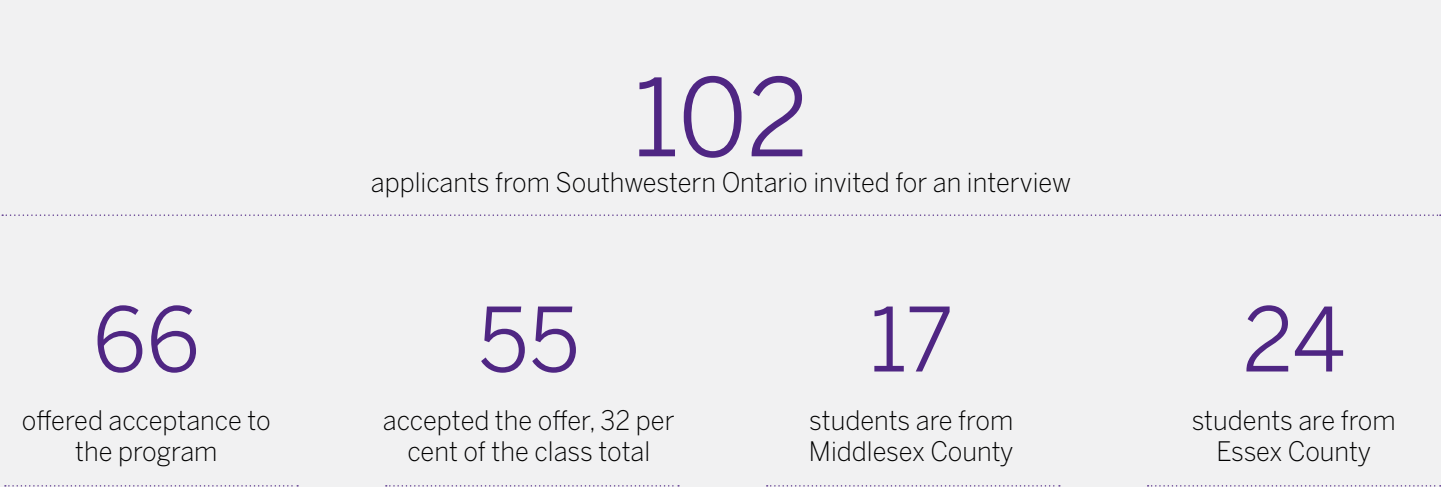 102
applicants from Southwestern Ontario invited for an interview
66
offered acceptance to
the program
55
accepted the offer, 32 per
cent of the class total
17
students are from
Middlesex County
24
students are from
Essex County